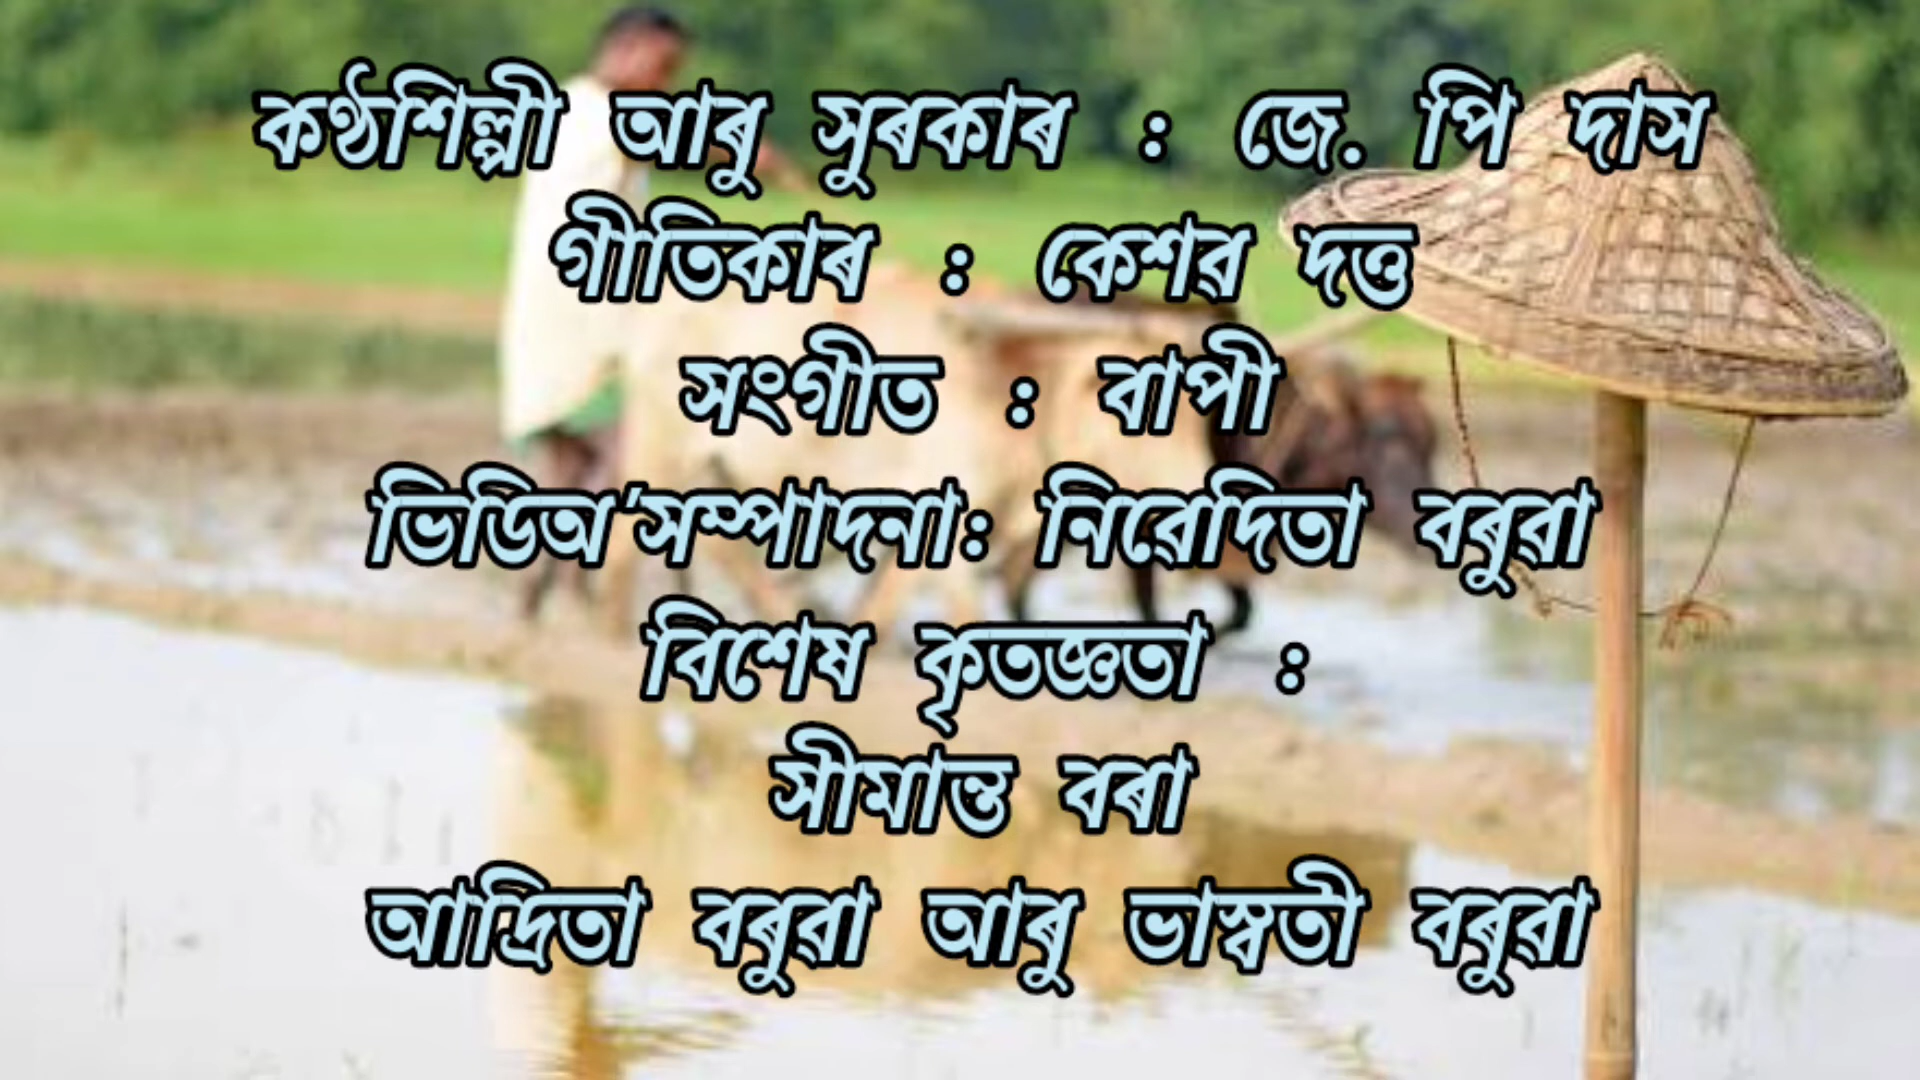 কণ্ঠশিল্পী আৰু সুৰকাৰ : জে. পি দাস
গীতিকাৰ : কেশৱ দত্ত
সংগীত : বাপী
ভিডিঅ'সম্পাদনা: নিৱেদিতা বৰুৱা
বিশেষ কৃতজ্ঞতা :
সীমান্ত বৰা
আদ্ৰিতা বৰুৱা আৰু ভাস্বতী বৰুৱা